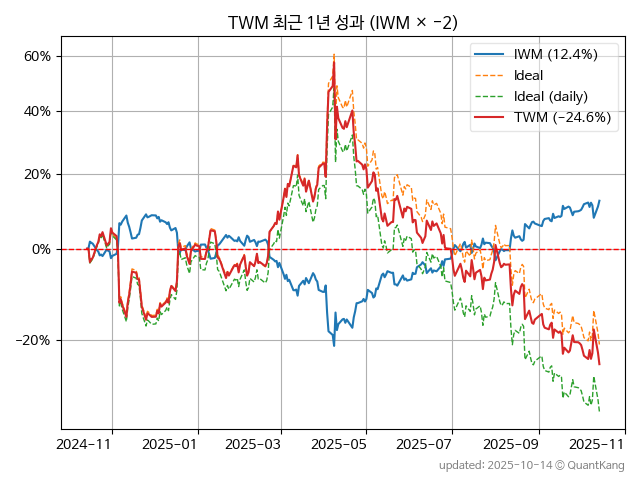 TWM 최근 1년 성과 (IWM × −2)
60%
40%
20%
0%
−20%
IWM (12.4%)
Ideal
Ideal (daily)
TWM (−24.6%)
2024-11
2025-01
2025-03
2025-05
2025-07
2025-09
2025-11
updated: 2025-10-14 © QuantKang